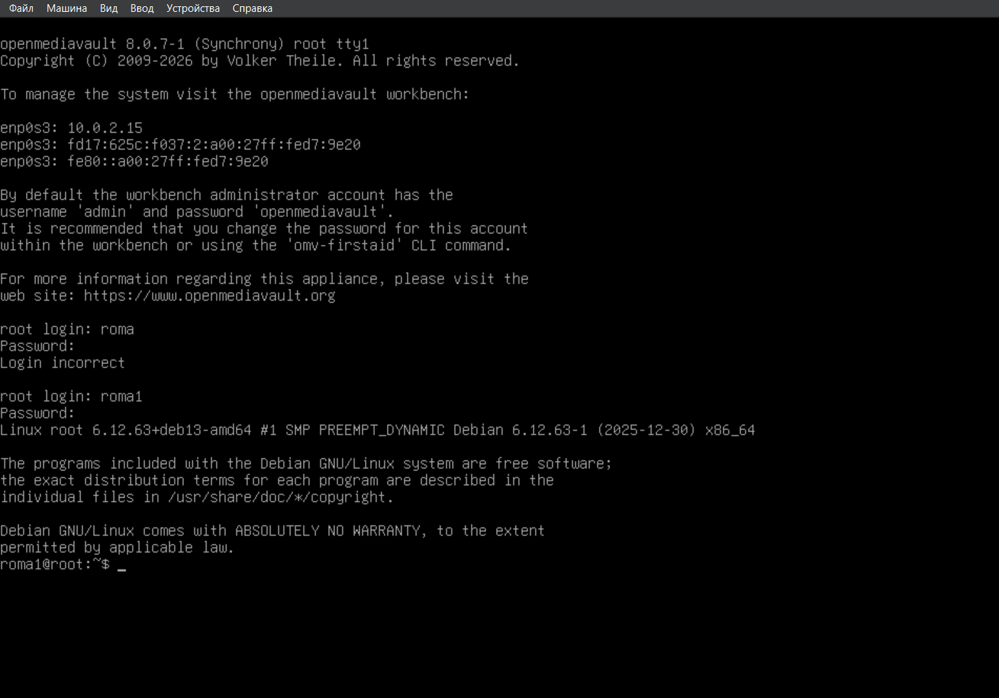 Файл Машина Вид Ввод Устройства Справка
openmediavault 8.0.7-1 (Synchrony) root tty1
Copyright (C) 2009-2026 by Volker Theile. All rights reserved.
To manage the system visit the openmediavault workbench:
enp0s3: 10.0.2.15
enp0s3: fd17:625c:f037:2:a00:27ff:fed7:9e20
enp0s3: fe80::a00:27ff:fed7:9e20
By default the workbench administrator account has the
username 'admin' and password 'openmediavault'.
It is recommended that you change the password for this account
within the workbench or using the 'omv-firstaid' CLI command.
For more information regarding this appliance, please visit the
web site: https://www.openmediavault.org
root login: roma
Password:
Login incorrect
root login: roma1
Password:
Linux root 6.12.63+deb13-amd64 #1 SMP PREEMPT_DYNAMIC Debian 6.12.63-1 (2025-12-30) x86_64
The programs included with the Debian GNU/Linux system are free software;
the exact distribution terms for each program are described in the
individual files in /usr/share/doc/*/copyright.
Debian GNU/Linux comes with ABSOLUTELY NO WARRANTY, to the extent
permitted by applicable law.
roma1@root:~$ _